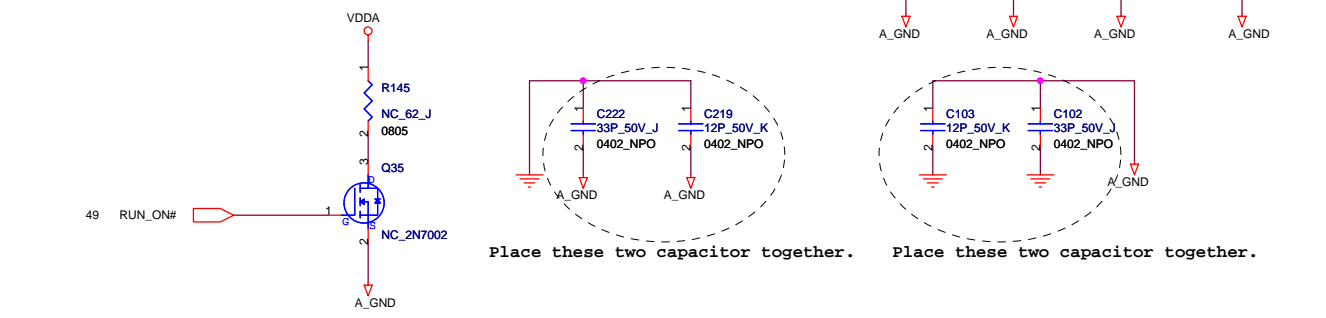 A_GND
A_GND
A_GND
A_GND
VDDA
1
R145
NC_62_J
0805
2
3
Q35
D
49 RUN_ON#
1
G
S
NC_2N7002
2
A_GND
1
C222
33P_50V_J
2
0402_NPO
A_GND
1
C219
12P_50V_K
2
0402_NPO
A_GND
Place these two capacitor together.
1
C103
12P_50V_K
2
0402_NPO
1
C102
33P_50V_J
2
0402_NPO
A_GND
Place these two capacitor together.